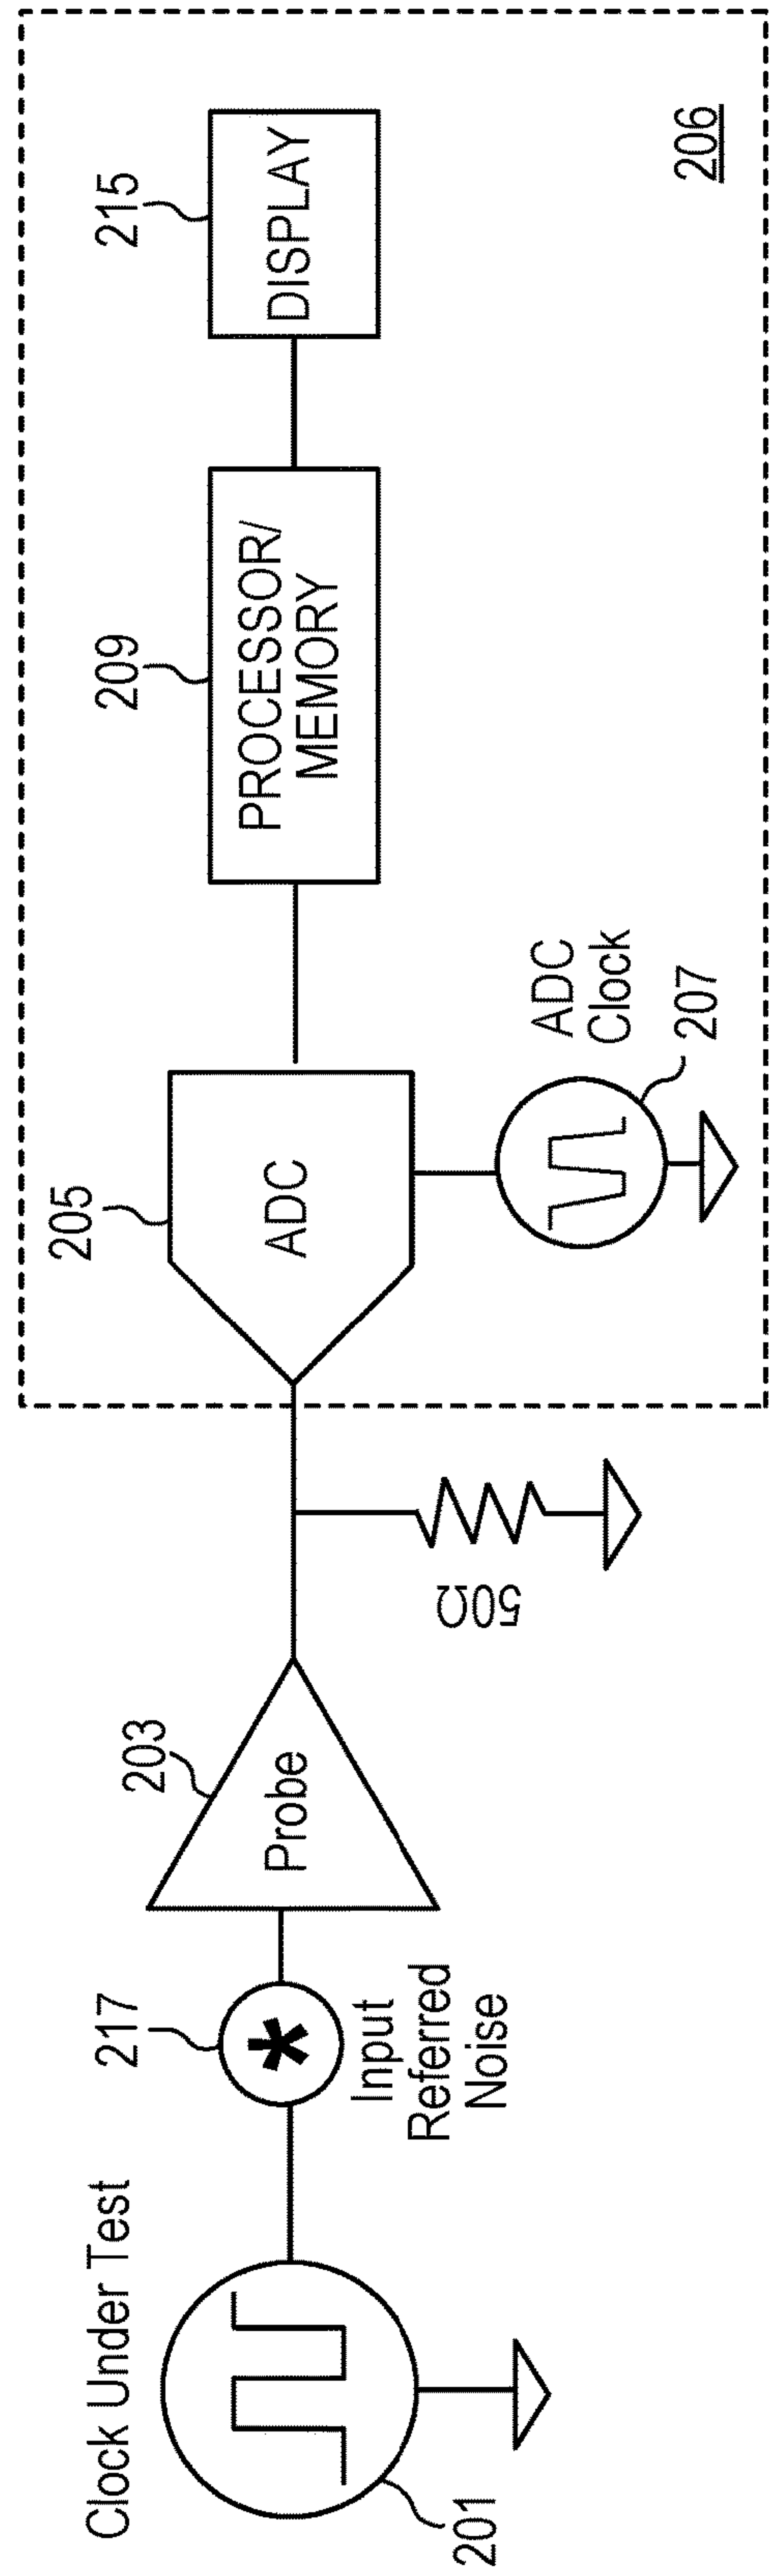 Clock Under Test
201
217
Input
Referred
Noise
203
Probe
50Ω
205
ADC
ADC
Clock
207
209
PROCESSOR/
MEMORY
215
DISPLAY
206